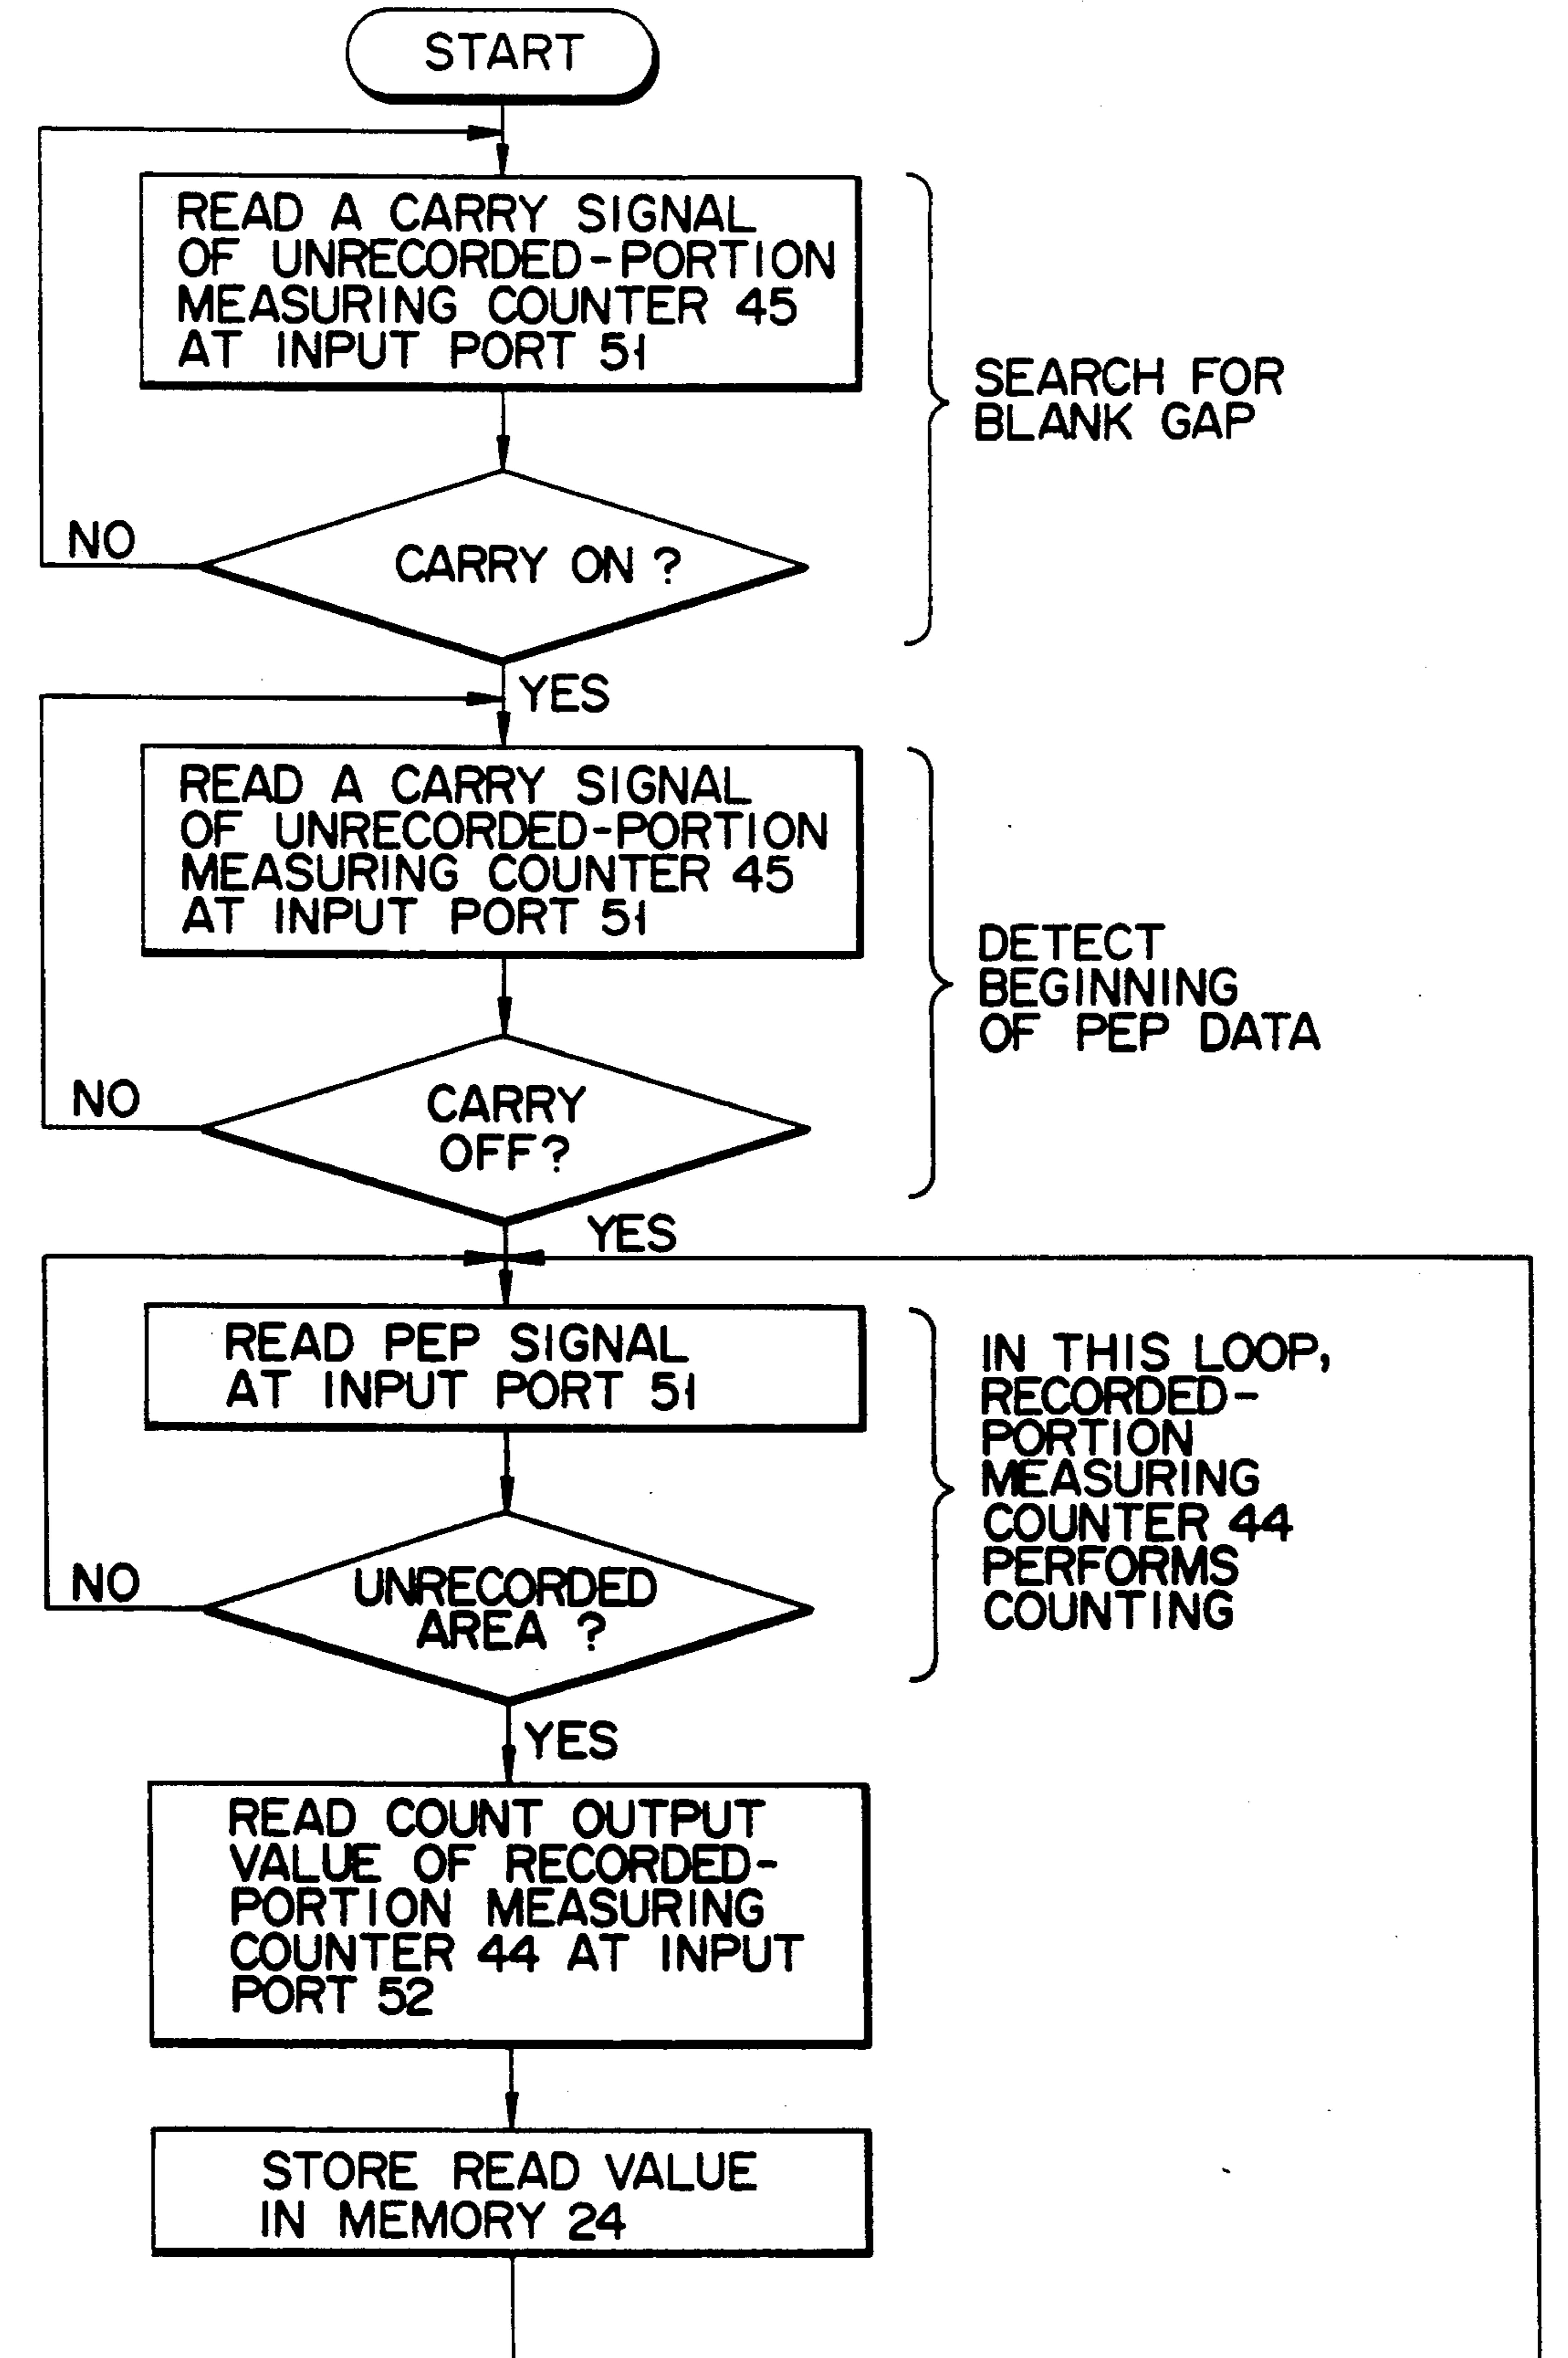 START
READ A CARRY SIGNAL
OF UNRECORDED-PORTION
MEASURING COUNTER 45
AT INPUT PORT 51
SEARCH FOR
BLANK GAP
NO
CARRY ON ?
YES
READ A CARRY SIGNAL
OF UNRECORDED-PORTION
MEASURING COUNTER 45
AT INPUT PORT 51
DETECT
BEGINNING
OF PEP DATA
NO
CARRY
OFF?
YES
READ PEP SIGNAL
AT INPUT PORT 51
IN THIS LOOP,
RECORDED-
PORTION
MEASURING
COUNTER 44
PERFORMS
COUNTING
NO
UNRECORDED
AREA ?
YES
READ COUNT OUTPUT
VALUE OF RECORDED-
PORTION MEASURING
COUNTER 44 AT INPUT
PORT 52
STORE READ VALUE
IN MEMORY 24